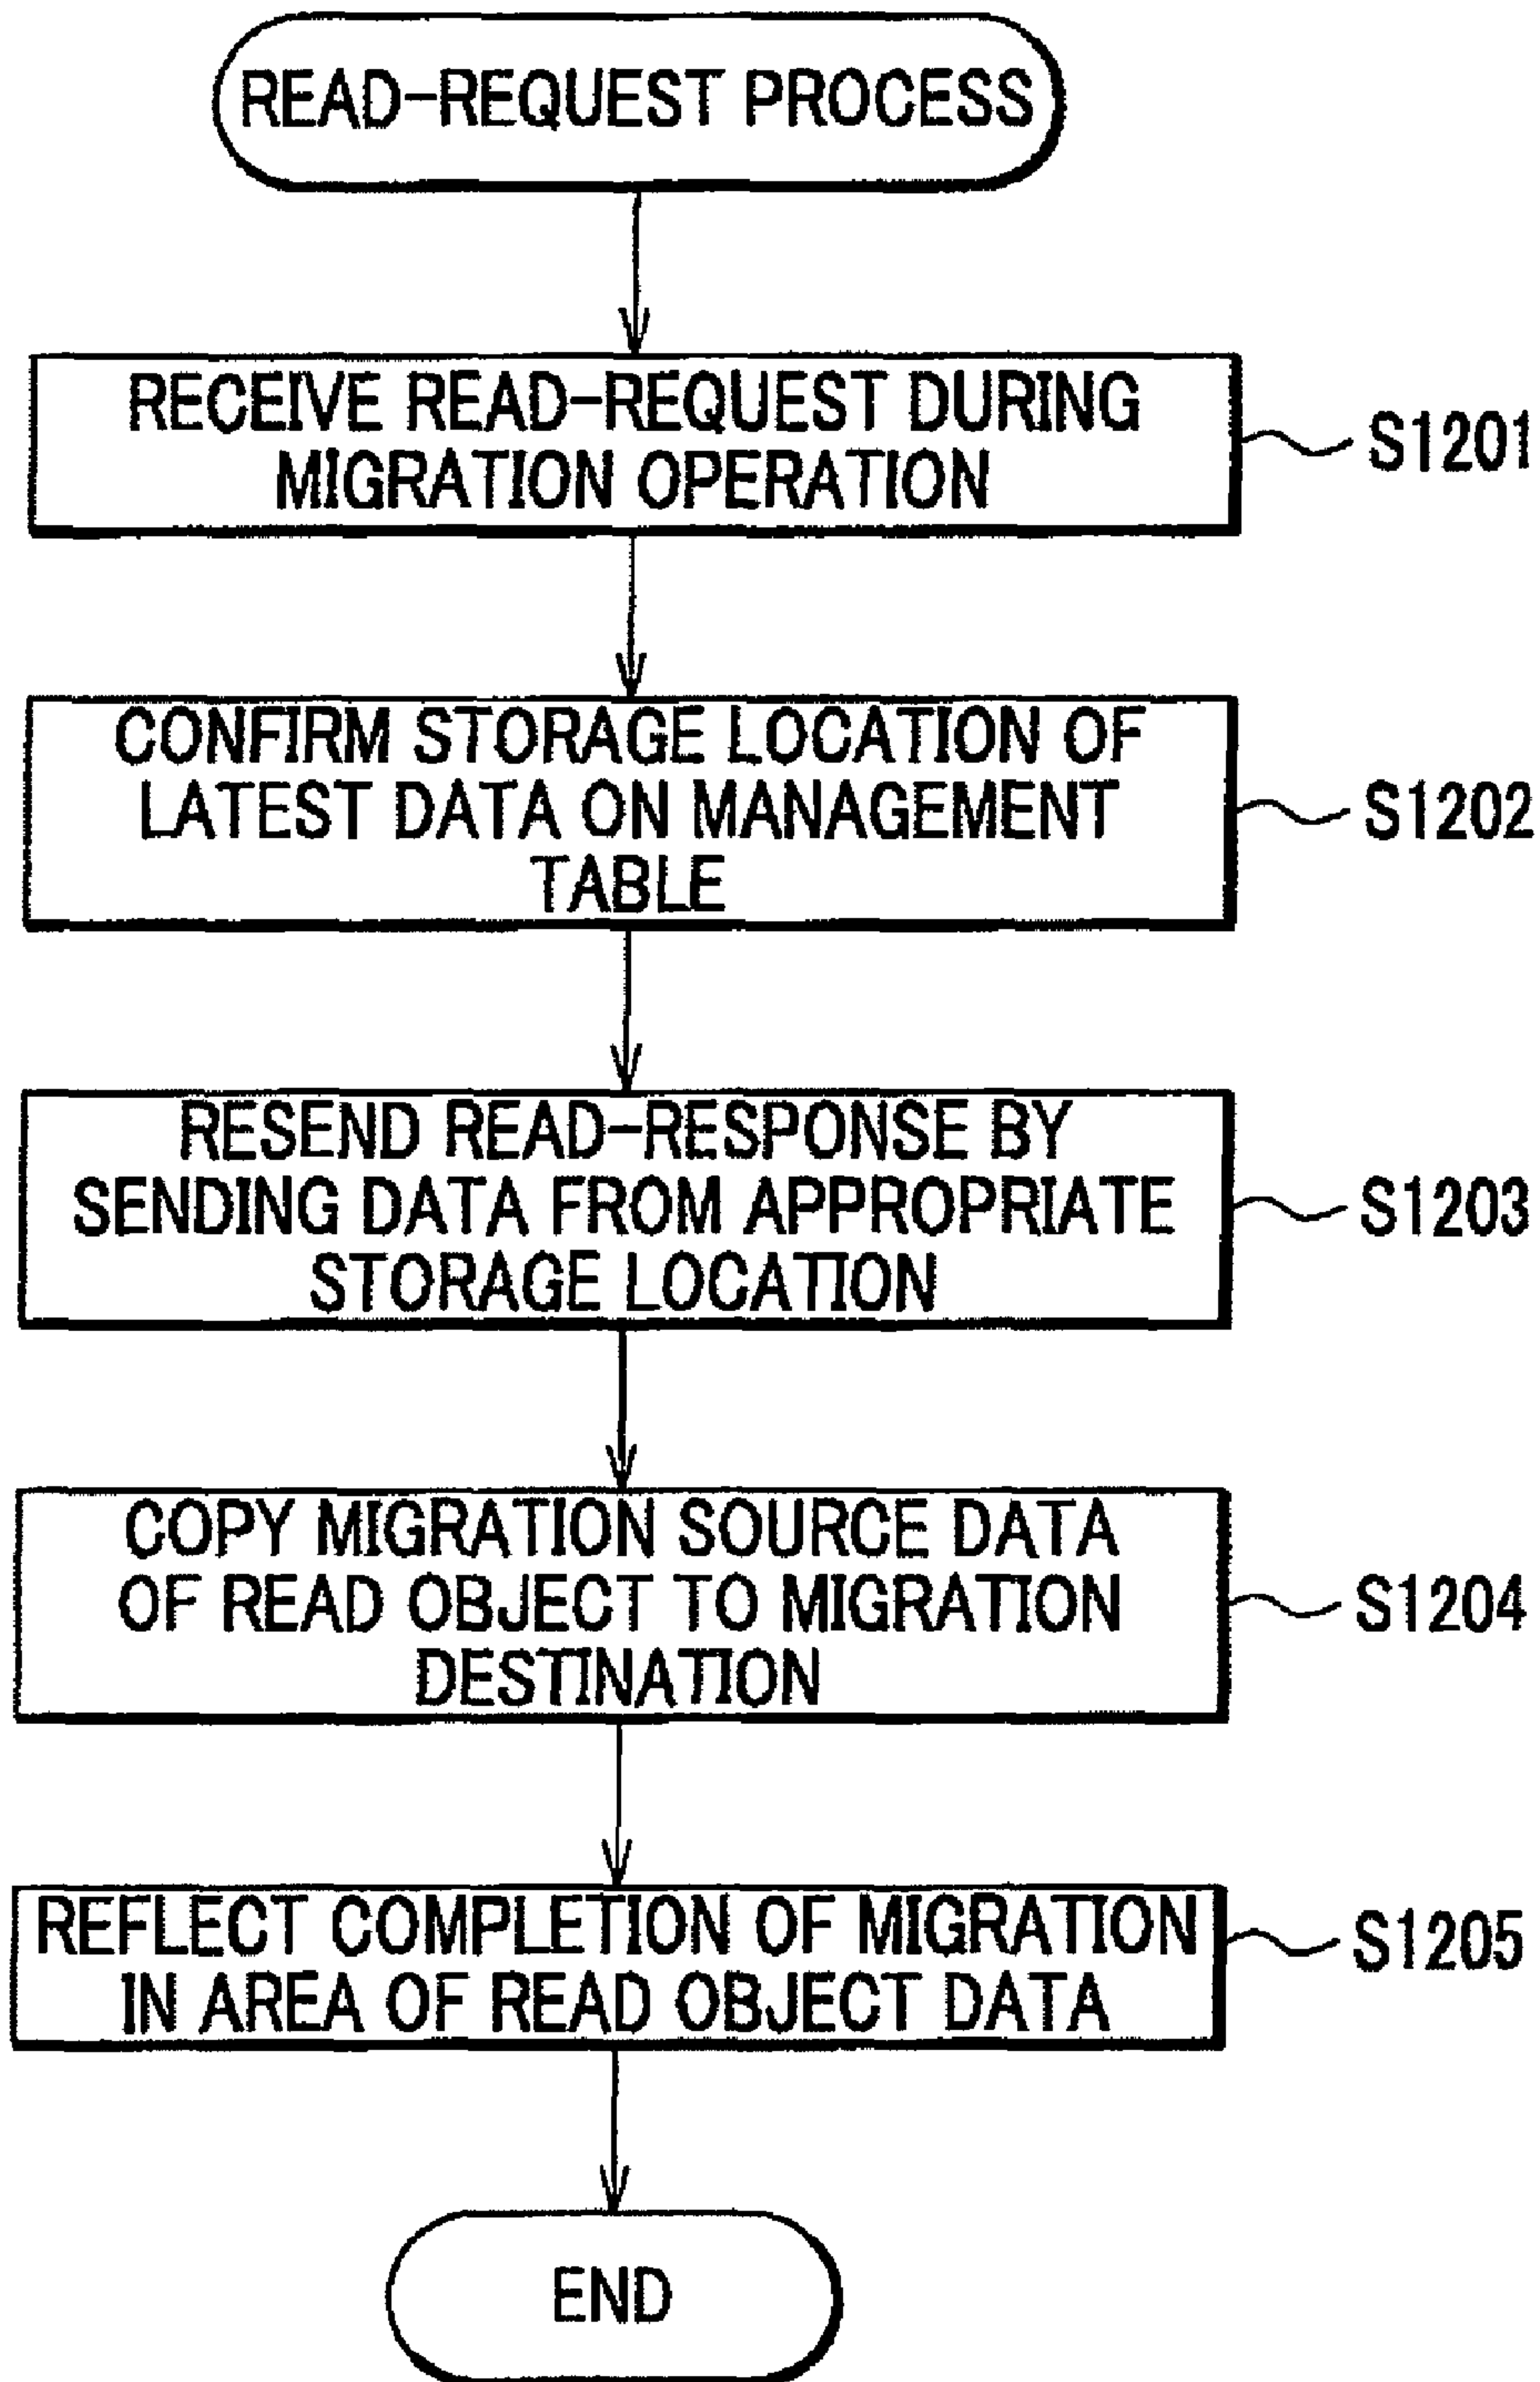 READ-REQUEST PROCESS
RECEIVE READ-REQUEST DURING
MIGRATION OPERATION
S1201
CONFIRM STORAGE LOCATION OF
LATEST DATA ON MANAGEMENT
TABLE
S1202
RESEND READ-RESPONSE BY
SENDING DATA FROM APPROPRIATE
STORAGE LOCATION
S1203
COPY MIGRATION SOURCE DATA
OF READ OBJECT TO MIGRATION
DESTINATION
S1204
REFLECT COMPLETION OF MIGRATION
IN AREA OF READ OBJECT DATA
S1205
END